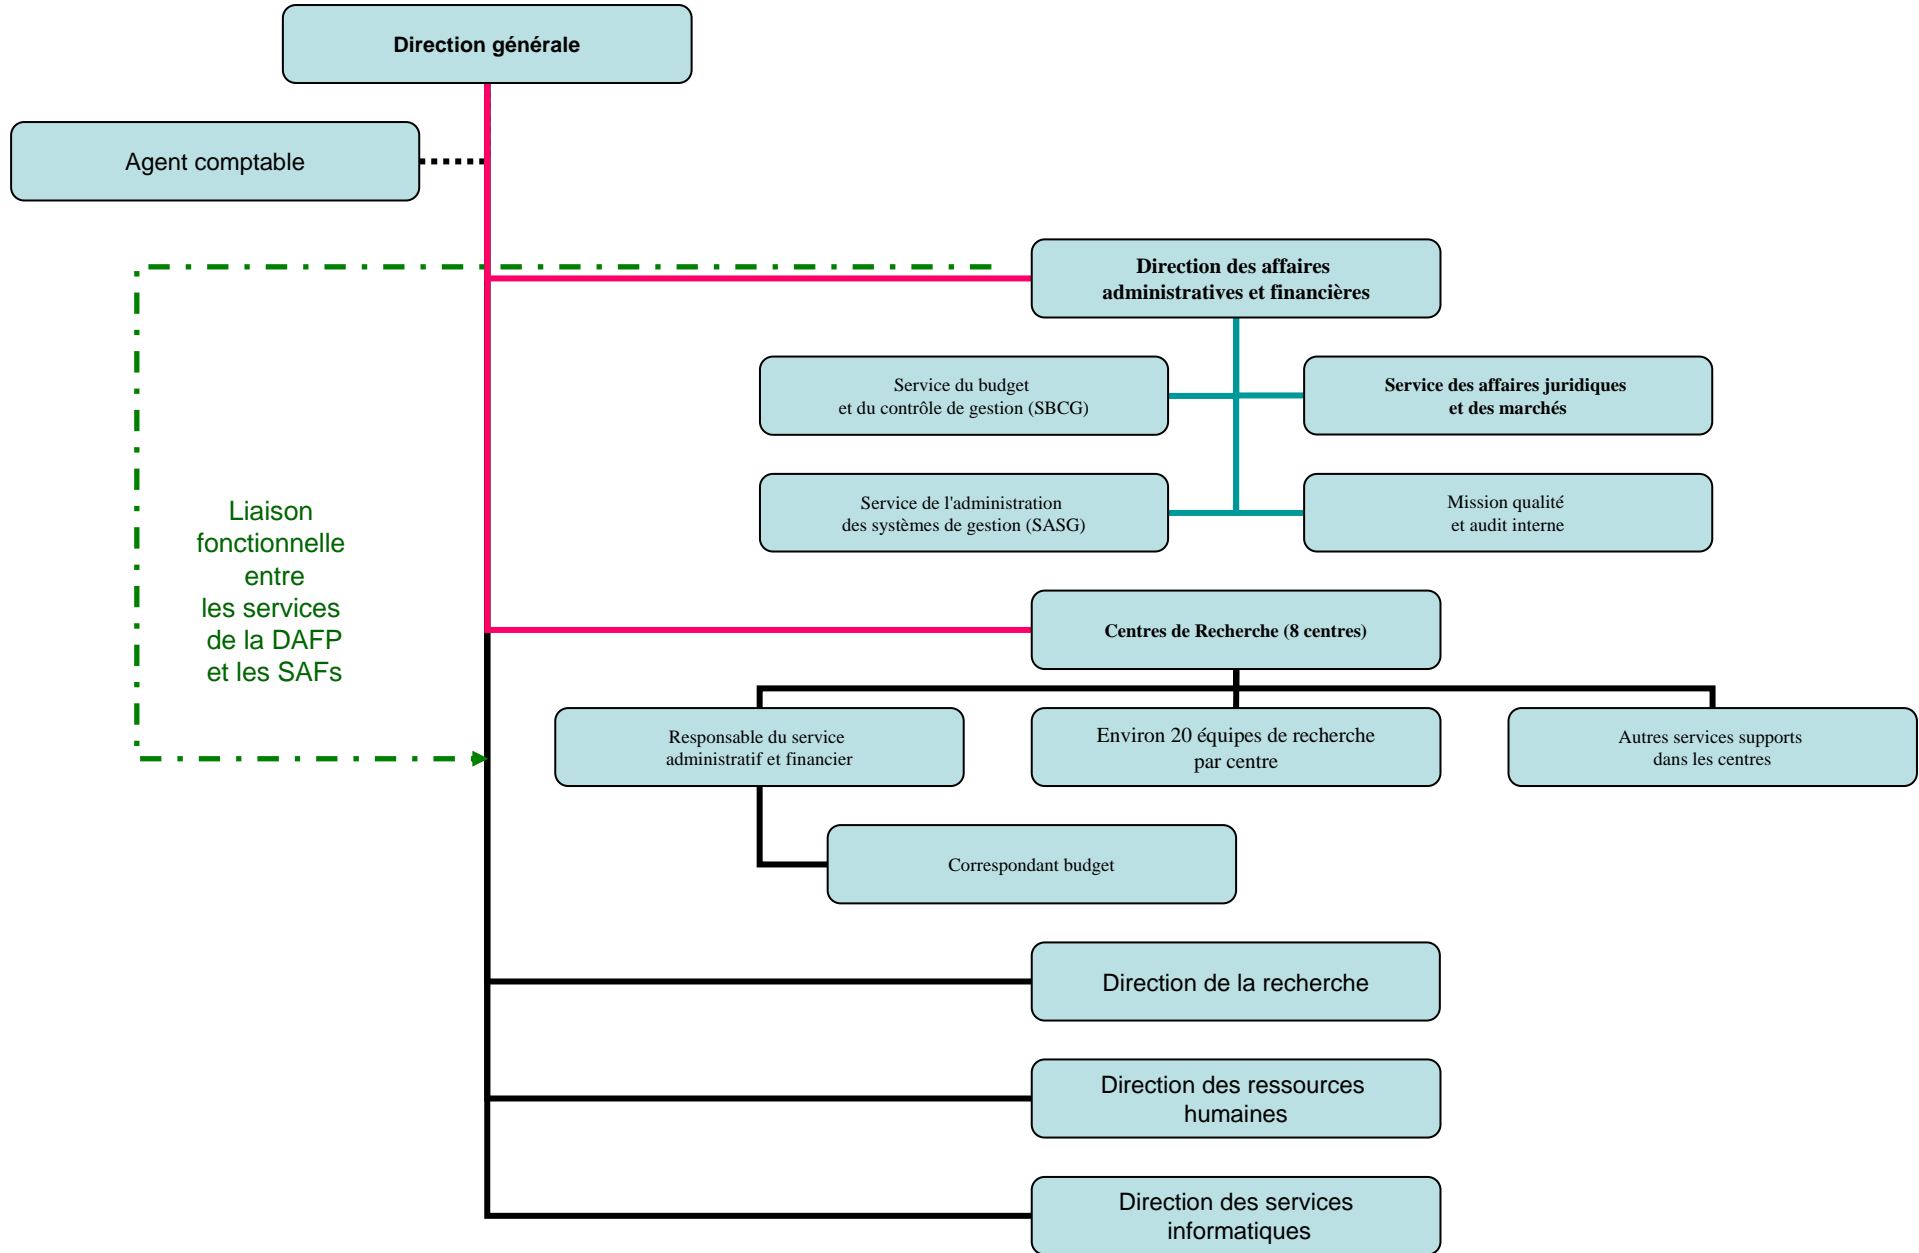 Direction générale
Agent comptable
Direction des affaires
administratives et financières
Service du budget
et du contrôle de gestion (SBCG)
Service des affaires juridiques
et des marchés
Service de l'administration
des systèmes de gestion (SASG)
Mission qualité
et audit interne
Liaison
fonctionnelle
entre
les services
de la DAFP
et les SAFs
Centres de Recherche (8 centres)
Responsable du service
administratif et financier
Environ 20 équipes de recherche
par centre
Autres services supports
dans les centres
Correspondant budget
Direction de la recherche
Direction des ressources
humaines
Direction des services
informatiques